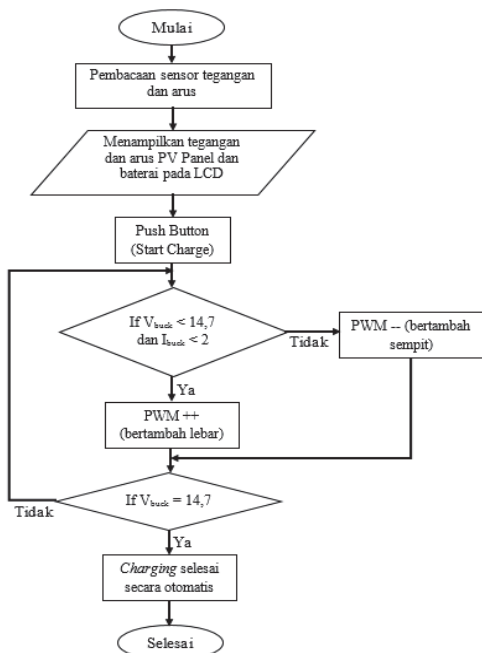 Mulai
Pembacaan sensor tegangan
dan arus
Menampilkan tegangan
dan arus PV Panel dan
baterai pada LCD
Push Button
(Start Charge)
If Vbuck < 14,7
dan Ibuck < 2
Tidak
PWM -- (bertambah
sempit)
Ya
PWM ++
(bertambah lebar)
If Vbuck = 14,7
Tidak
Ya
Charging selesai
secara otomatis
Selesai